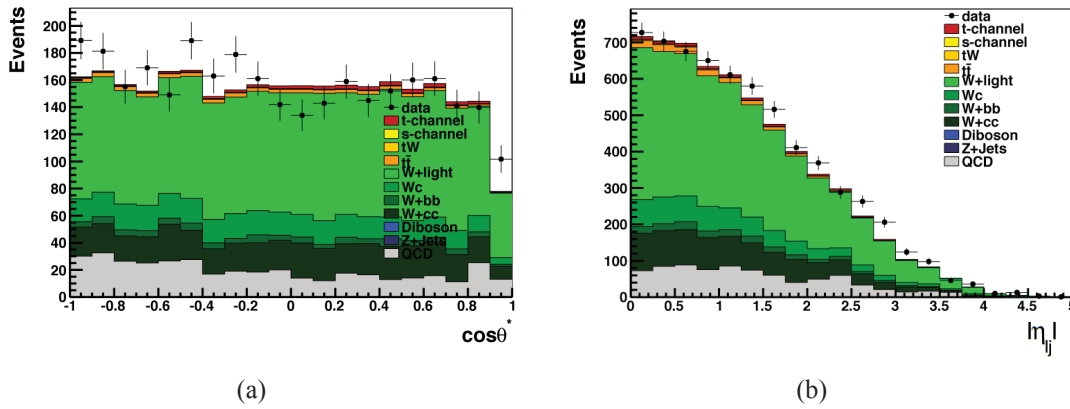 Events
200
180
160
140
120
100
80
60
40
20
0
data
t-channel
s-channel
tW
tt̄
W+light
Wc
W+bb
W+cc
Diboson
Z+Jets
QCD
-1 -0.8 -0.6 -0.4 -0.2 0 0.2 0.4 0.6 0.8 1
cosθ*
(a)
Events
700
600
500
400
300
200
100
0
data
t-channel
s-channel
tW
tt̄
W+light
Wc
W+bb
W+cc
Diboson
Z+Jets
QCD
0 0.5 1 1.5 2 2.5 3 3.5 4 4.5 5
|η_lj|
(b)